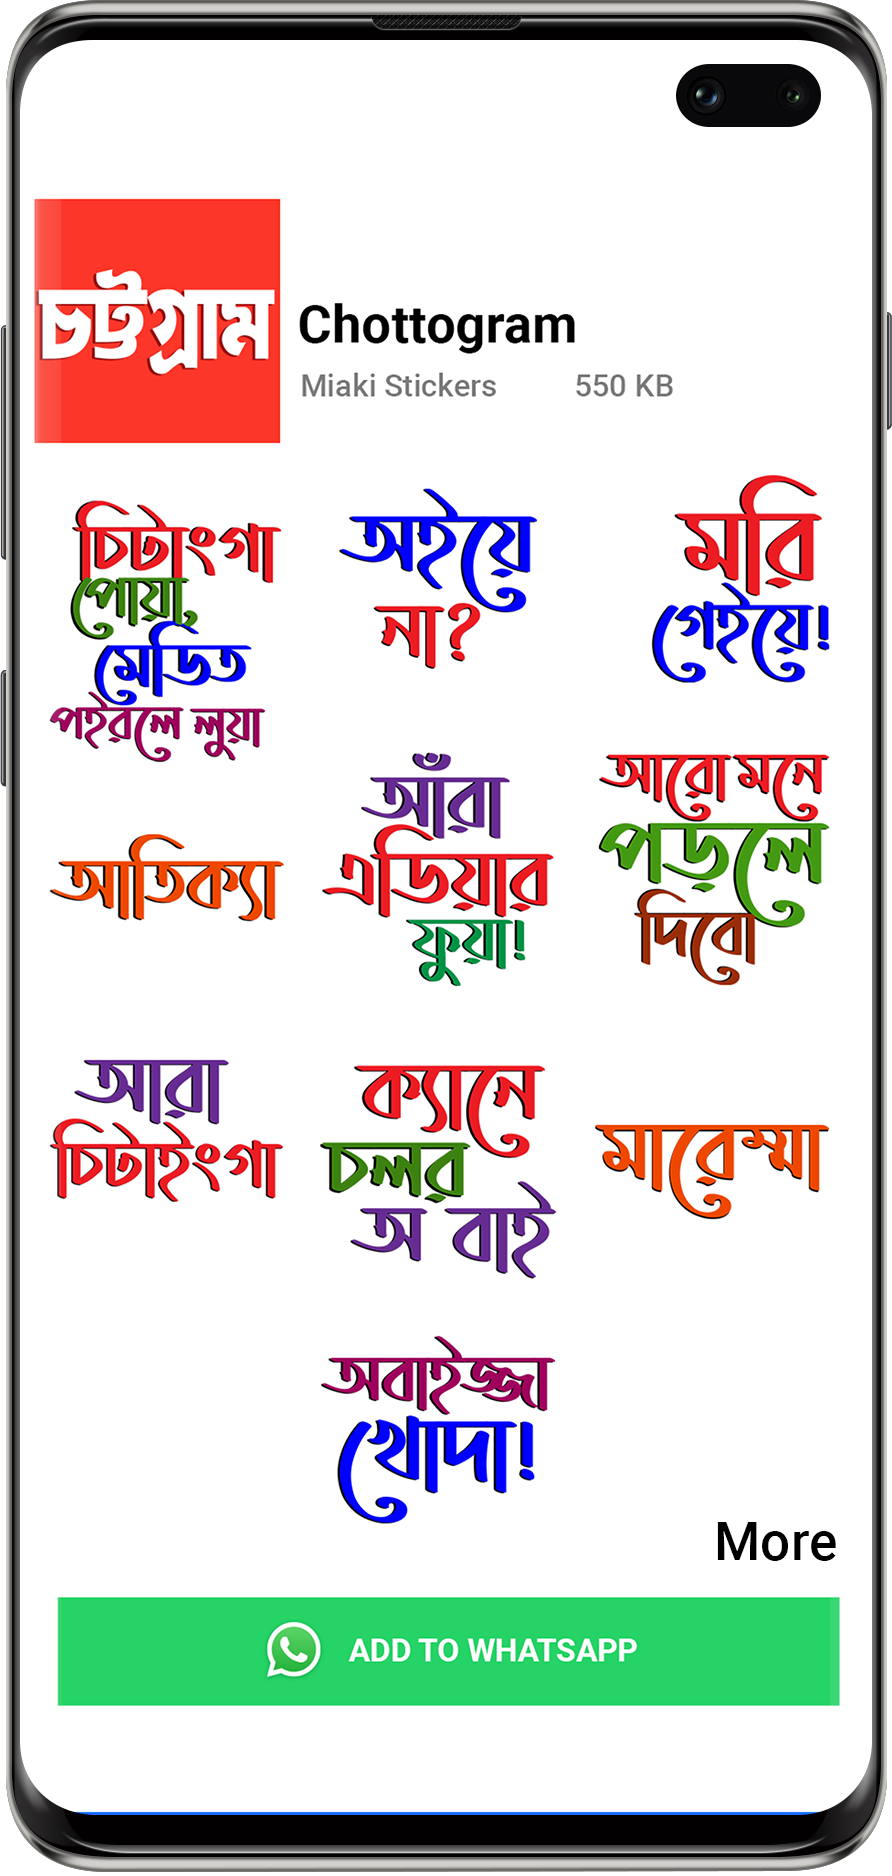 চট্টগ্রাম
Chottogram
Miaki Stickers 550 KB
চিটাংগা
পোয়া,
মেডিত
পইরলে লুয়া
অইয়ে
না?
মরি
গেইয়ে!
আতিক্যা
আঁরা
এডিয়ার
ফুয়া!
আরো মনে
পড়লে
দিবো
আরা
চিটাইংগা
ক্যানে
চলর
অ বাই
মারেম্মা
অবাইজ্জা
খোদা!
More
ADD TO WHATSAPP